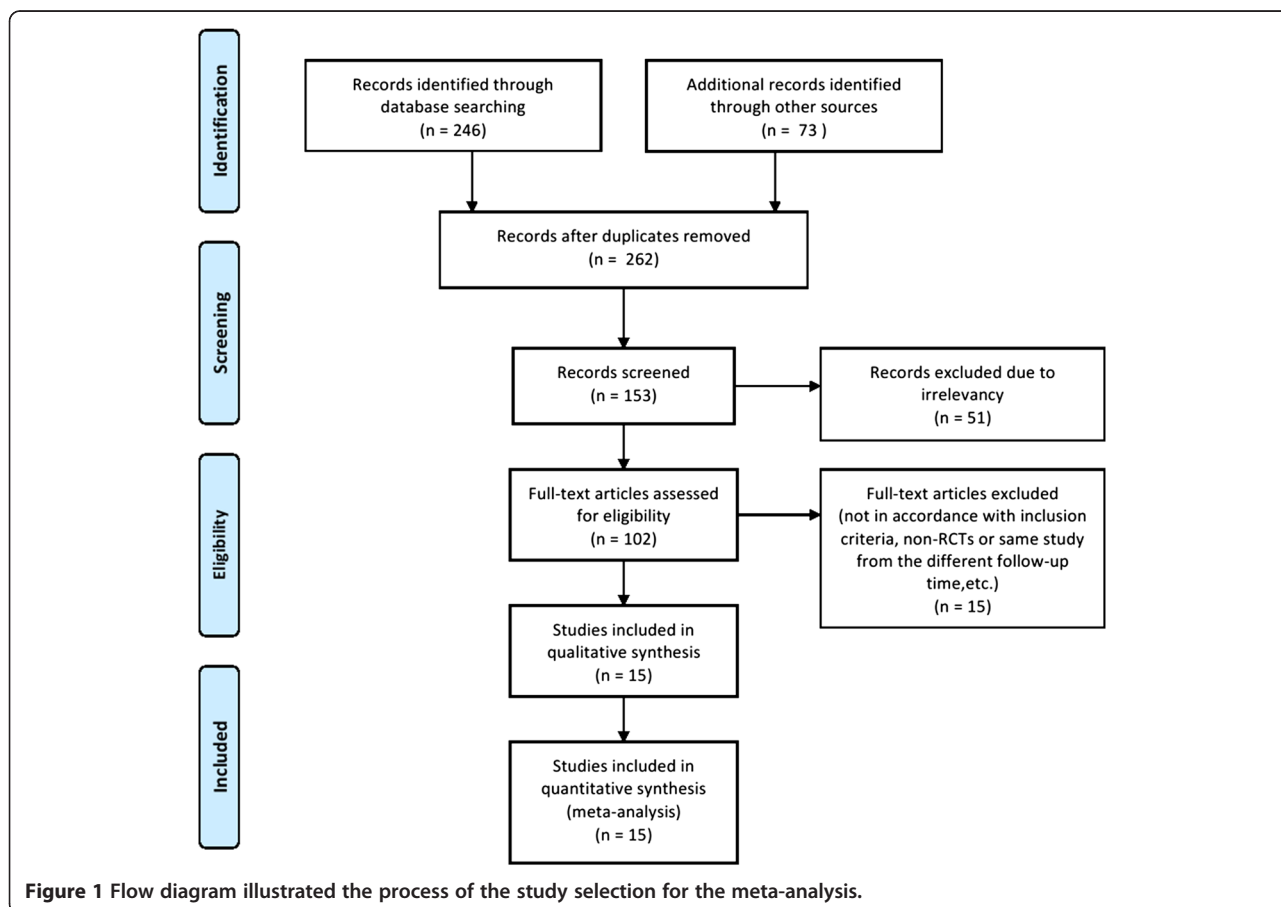 Identification
Records identified through
database searching
(n = 246)
Additional records identified
through other sources
(n = 73 )
Records after duplicates removed
(n = 262)
Screening
Records screened
(n = 153)
Records excluded due to
irrelevancy
(n = 51)
Eligibility
Full-text articles assessed
for eligibility
(n = 102)
Full-text articles excluded
(not in accordance with inclusion
criteria, non-RCTs or same study
from the different follow-up
time,etc.)
(n = 15)
Studies included in
qualitative synthesis
(n = 15)
Included
Studies included in
quantitative synthesis
(meta-analysis)
(n = 15)
Figure 1 Flow diagram illustrated the process of the study selection for the meta-analysis.